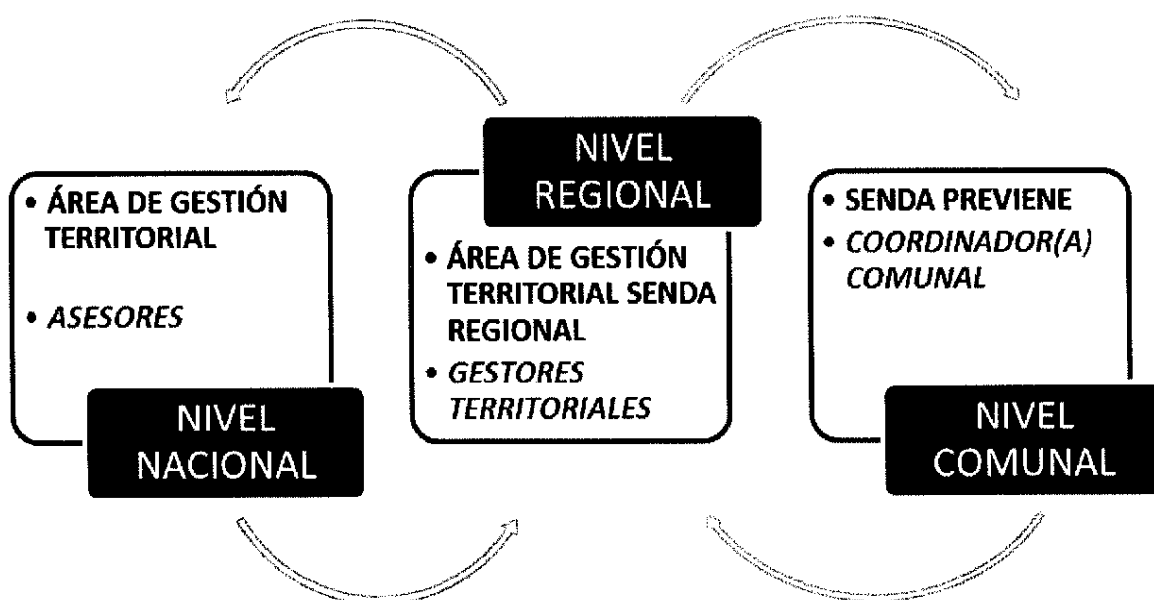 • ÁREA DE GESTIÓN
TERRITORIAL
• ASESORES
NIVEL
NACIONAL
NIVEL
REGIONAL
• ÁREA DE GESTIÓN
TERRITORIAL SENDA
REGIONAL
• GESTORES
TERRITORIALES
• SENDA PREVIENE
• COORDINADOR(A)
COMUNAL
NIVEL
COMUNAL